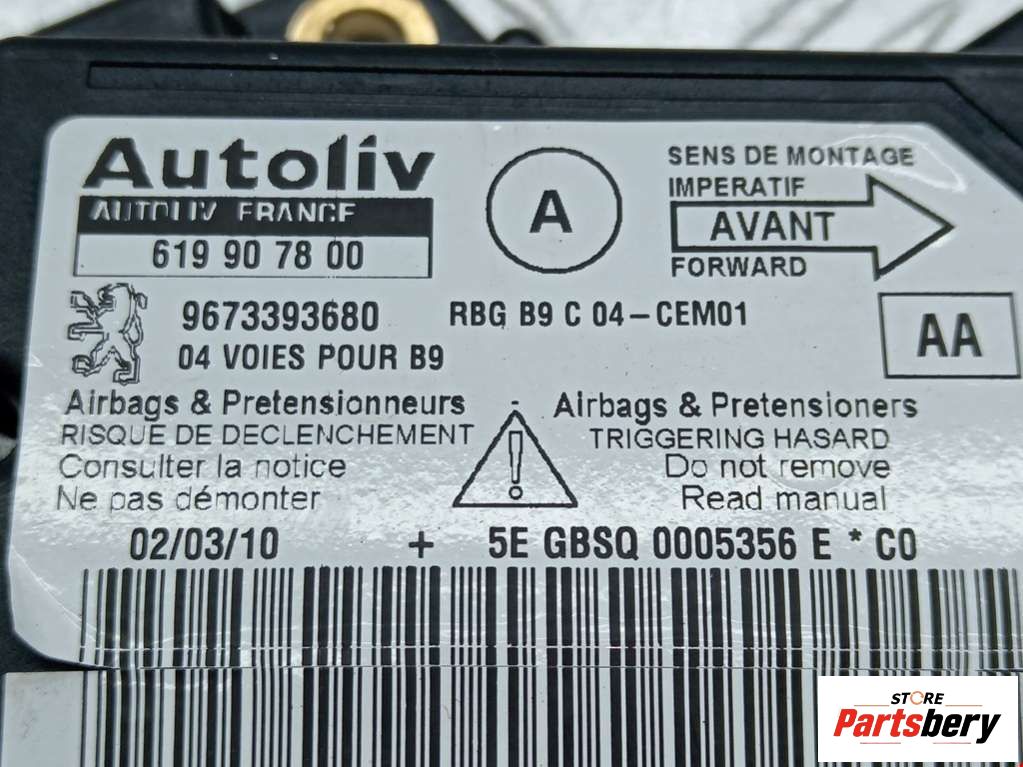 Autoliv
AUTOLIV FRANCE
619 90 78 00
A
SENS DE MONTAGE
IMPERATIF
AVANT
FORWARD
9673393680
RBG B9 C 04-CEM01
04 VOIES POUR B9
AA
Airbags & Pretensionneurs
RISQUE DE DECLENCHEMENT
Consulter la notice
Ne pas démonter
- Airbags & Pretensioners
TRIGGERING HASARD
Do not remove
Read manual
02/03/10 + 5E GBSQ 0005356 E * C0
STORE
Partsbery